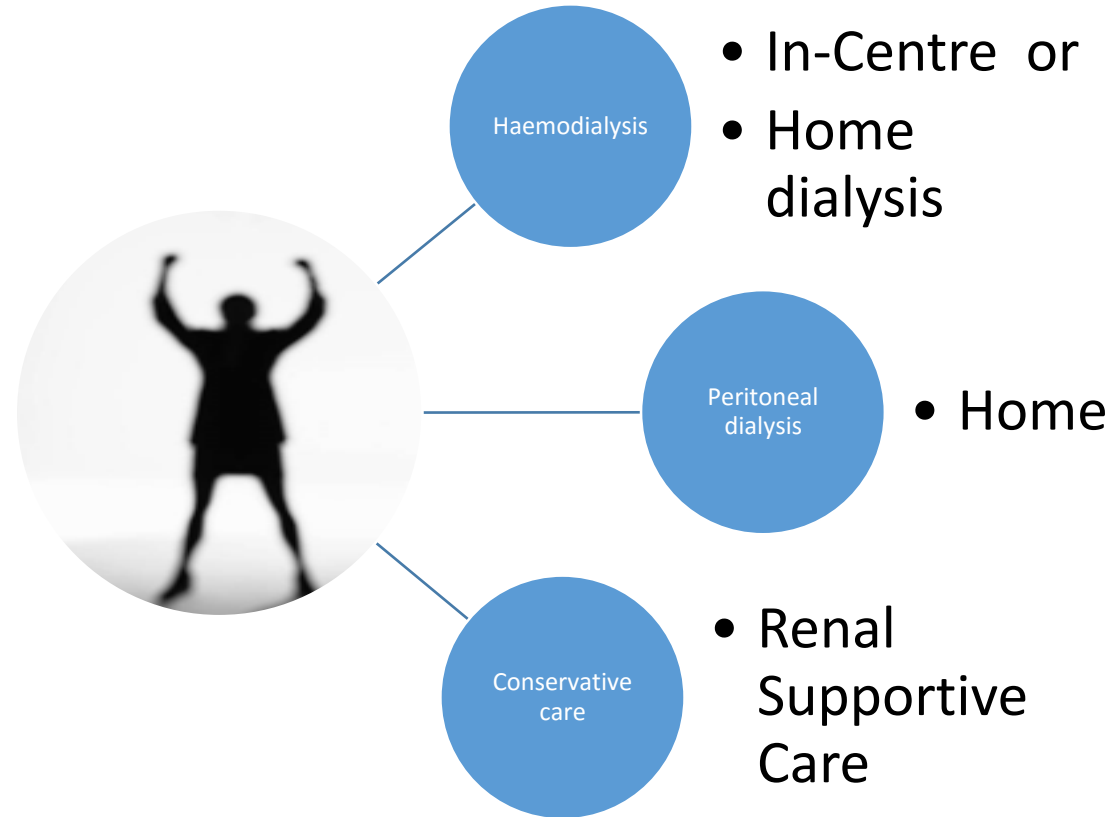 Haemodialysis
• In-Centre or
• Home
dialysis
Peritoneal
dialysis
• Home
Conservative
care
• Renal
Supportive
Care